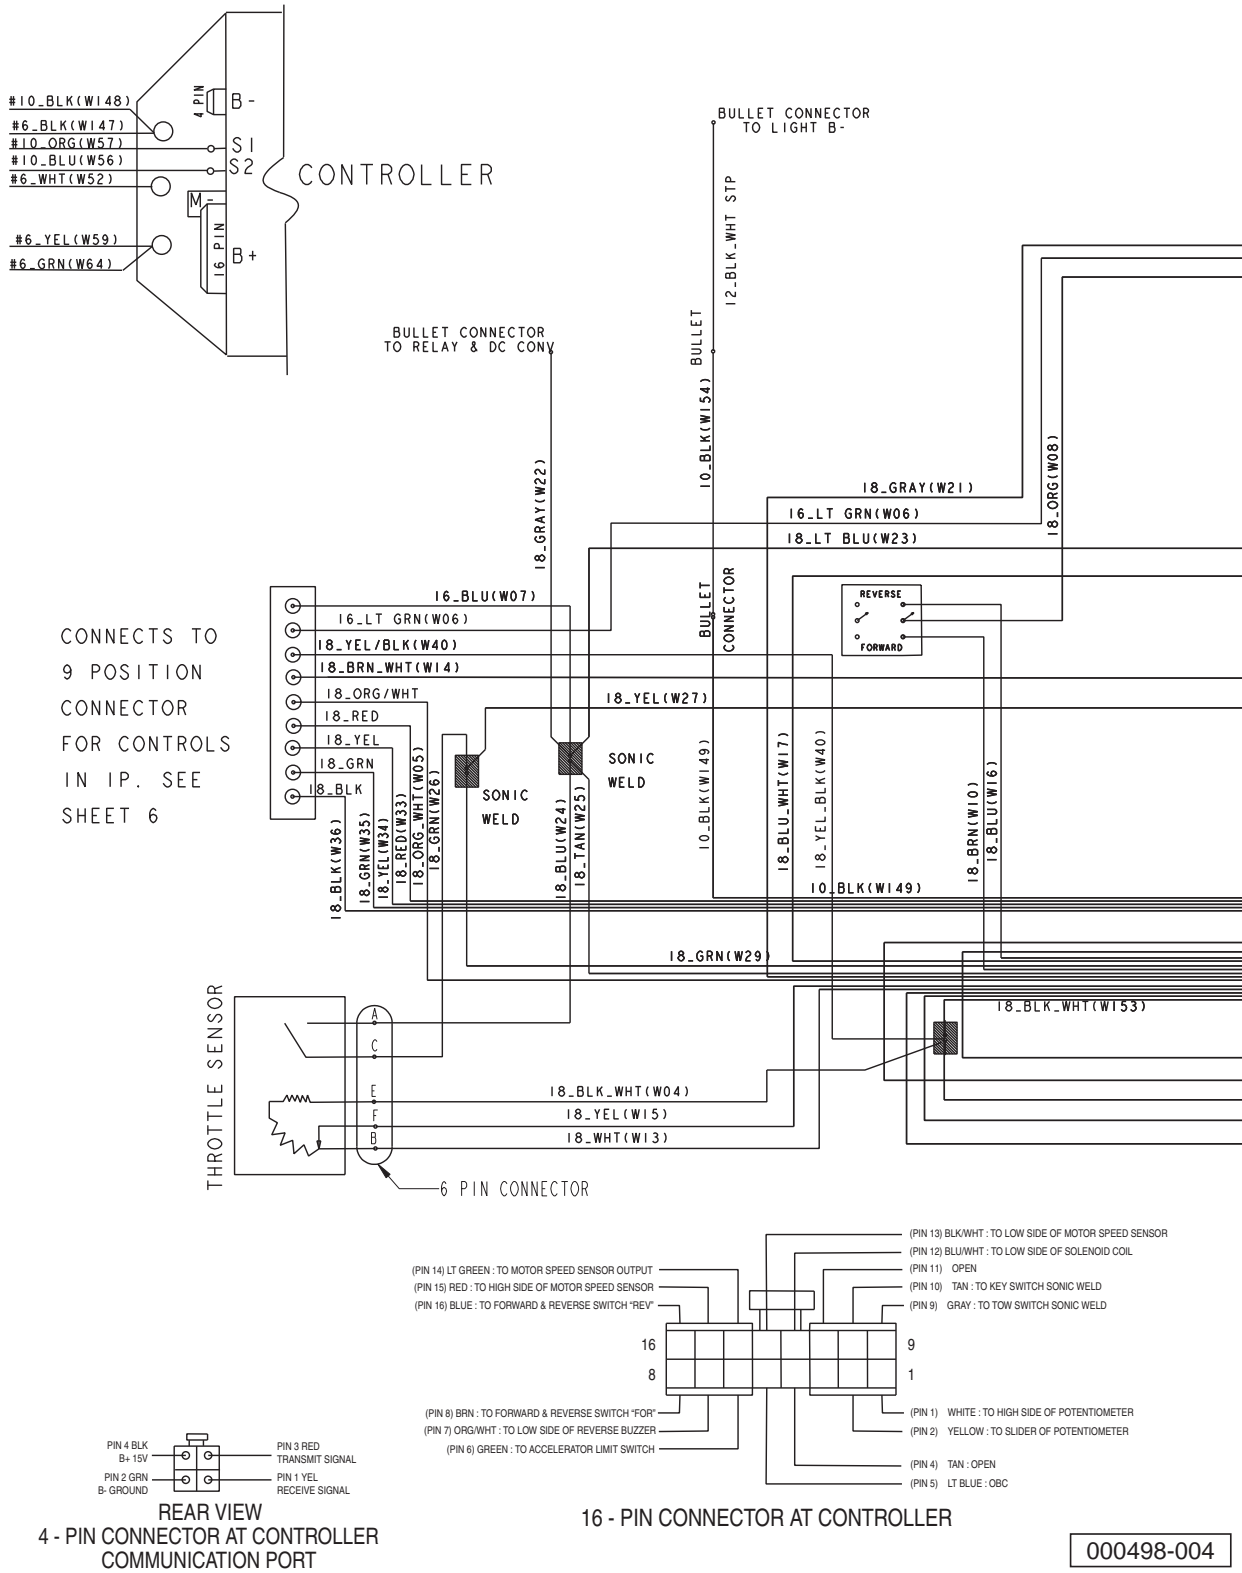 #10_BLK(W148)
#6_BLK(W147)
#10_ORG(W57)
#10_BLU(W56)
#6_WHT(W52)
#6_YEL(W59)
#6_GRN(W64)
4 PIN
B-
S1
S2
M-
16 PIN
B+
CONTROLLER
BULLET CONNECTOR
TO LIGHT B-
12_BLK_WHT STP
BULLET
BULLET CONNECTOR
TO RELAY & DC CONV
10_BLK(W154)
18_GRAY(W22)
18_GRAY(W21)
18_ORG(W08)
16_LT GRN(W06)
18_LT BLU(W23)
BULLET
CONNECTOR
REVERSE
FORWARD
CONNECTS TO
9 POSITION
CONNECTOR
FOR CONTROLS
IN IP. SEE
SHEET 6
16_BLU(W07)
16_LT GRN(W06)
18_YEL/BLK(W40)
18_BRN_WHT(W14)
18_ORG/WHT
18_RED
18_YEL
18_GRN
18_BLK
18_YEL(W27)
SONIC
WELD
SONIC
WELD
18_BLK(W36)
18_GRN(W35)
18_YEL(W34)
18_RED(W33)
18_ORG_WHT(W05)
18_GRN(W26)
18_BLU(W24)
18_TAN(W25)
10_BLK(W149)
18_BLU_WHT(W17)
18_YEL_BLK(W40)
18_BRN(W10)
18_BLU(W16)
10_BLK(W149)
18_GRN(W29)
18_BLK_WHT(W153)
THROTTLE SENSOR
A
C
E
F
B
18_BLK_WHT(W04)
18_YEL(W15)
18_WHT(W13)
6 PIN CONNECTOR
(PIN 13) BLK/WHT : TO LOW SIDE OF MOTOR SPEED SENSOR
(PIN 12) BLU/WHT : TO LOW SIDE OF SOLENOID COIL
(PIN 11) OPEN
(PIN 10) TAN : TO KEY SWITCH SONIC WELD
(PIN 9) GRAY : TO TOW SWITCH SONIC WELD
(PIN 14) LT GREEN : TO MOTOR SPEED SENSOR OUTPUT
(PIN 15) RED : TO HIGH SIDE OF MOTOR SPEED SENSOR
(PIN 16) BLUE : TO FORWARD & REVERSE SWITCH “REV”
16
9
8
1
(PIN 8) BRN : TO FORWARD & REVERSE SWITCH “FOR”
(PIN 7) ORG/WHT : TO LOW SIDE OF REVERSE BUZZER
(PIN 6) GREEN : TO ACCELERATOR LIMIT SWITCH
(PIN 1) WHITE : TO HIGH SIDE OF POTENTIOMETER
(PIN 2) YELLOW : TO SLIDER OF POTENTIOMETER
(PIN 4) TAN : OPEN
(PIN 5) LT BLUE : OBC
16 - PIN CONNECTOR AT CONTROLLER
PIN 4 BLK
B+ 15V
PIN 2 GRN
B- GROUND
PIN 3 RED
TRANSMIT SIGNAL
PIN 1 YEL
RECEIVE SIGNAL
REAR VIEW
4 - PIN CONNECTOR AT CONTROLLER
COMMUNICATION PORT
000498-004